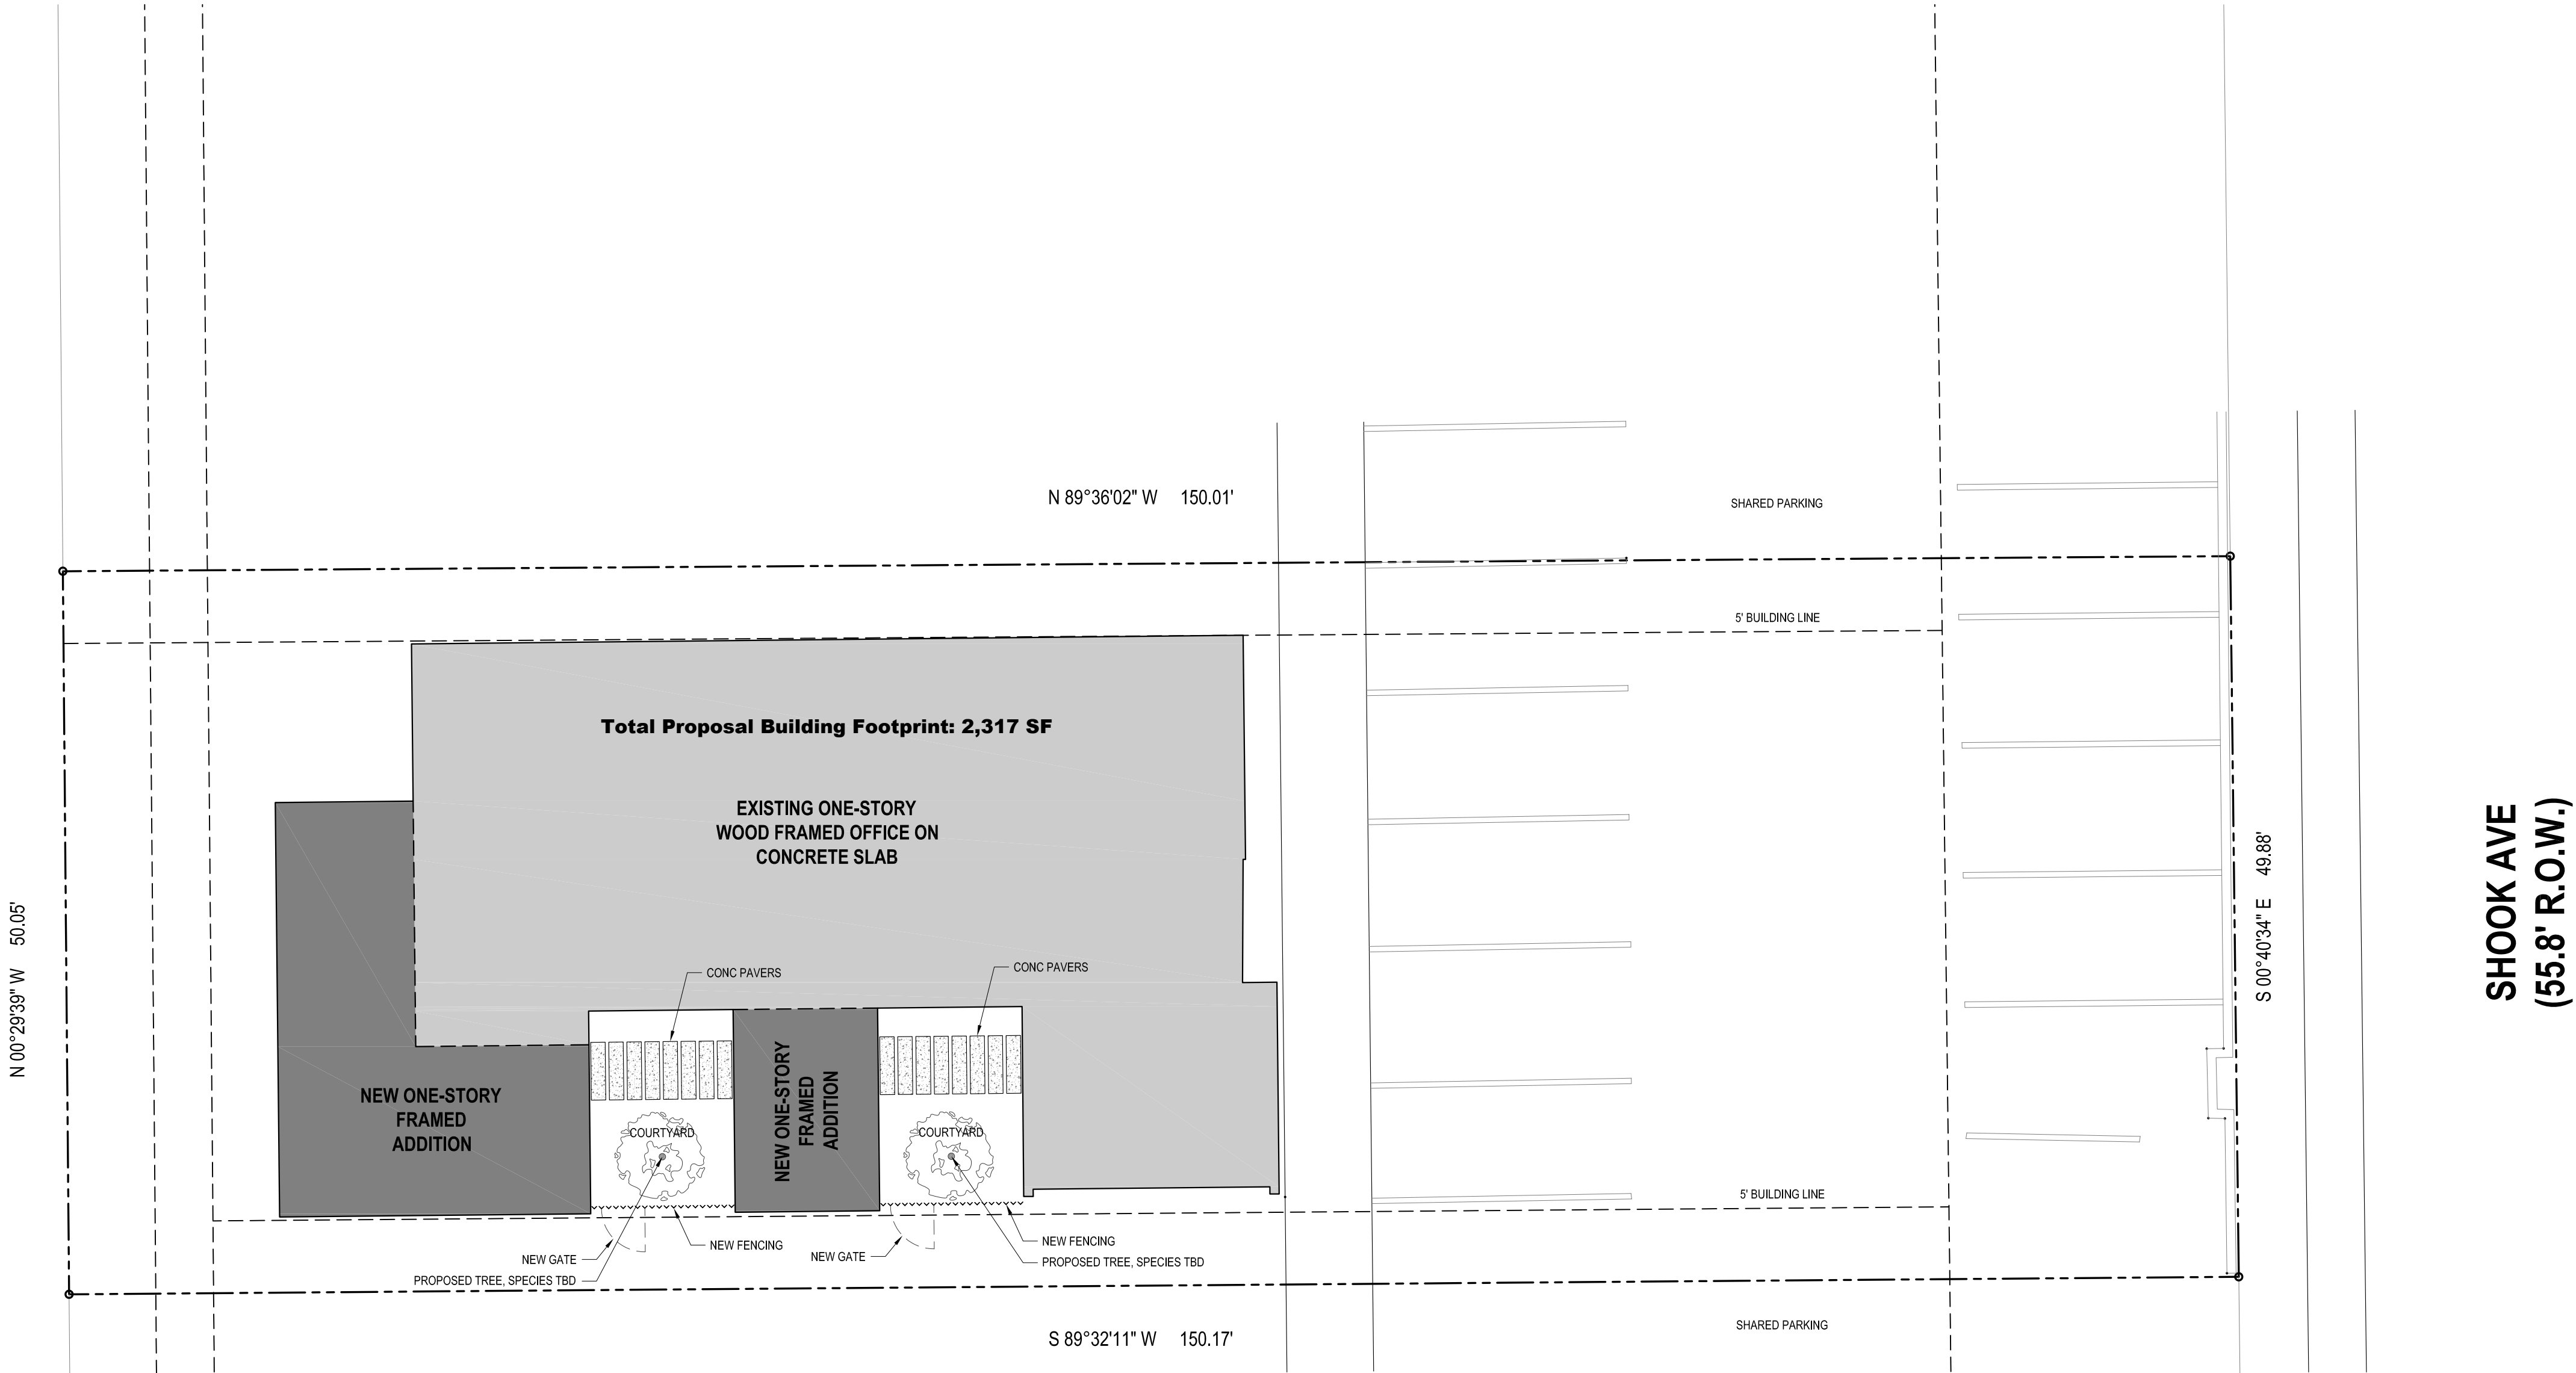 N 89°36'02" W 150.01'
SHARED PARKING
5' BUILDING LINE
Total Proposal Building Footprint: 2,317 SF
EXISTING ONE-STORY
WOOD FRAMED OFFICE ON
CONCRETE SLAB
SHOOK AVE
(55.8' R.O.W.)
S 00°40'34" E 49.88'
N 00°29'39" W 50.05'
CONC PAVERS
CONC PAVERS
NEW ONE-STORY
FRAMED
ADDITION
NEW ONE-STORY
FRAMED
ADDITION
COURTYARD
COURTYARD
5' BUILDING LINE
NEW GATE
NEW FENCING
NEW GATE
NEW FENCING
PROPOSED TREE, SPECIES TBD
PROPOSED TREE, SPECIES TBD
S 89°32'11" W 150.17'
SHARED PARKING